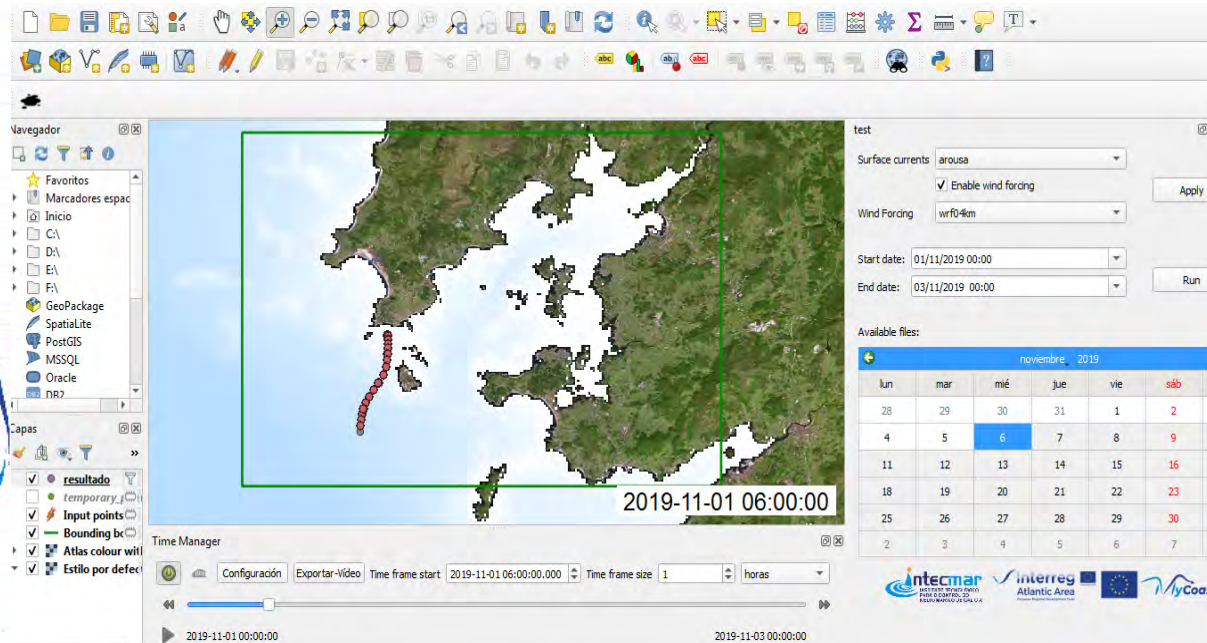 Navegador
test
Favoritos
Marcadores espac
Inicio
C:\
D:\
E:\
F:\
GeoPackage
SpatiaLite
PostGIS
MSSQL
Oracle
DB2
Surface currents arousa
Enable wind forcing
Apply
Wind Forcing wrf04km
Start date: 01/11/2019 00:00
End date: 03/11/2019 00:00
Run
Available files:
noviembre, 2019
lun mar mié jue vie sáb
28 29 30 31 1 2
4 5 6 7 8 9
11 12 13 14 15 16
18 19 20 21 22 23
25 26 27 28 29 30
2 3 4 5 6 7
Capas
resultado
temporary_p
Input points
Bounding bo
Atlas colour wit
Estilo por defec
2019-11-01 06:00:00
Time Manager
Configuración Exportar-Vídeo Time frame start 2019-11-01 06:00:00.000 Time frame size 1 horas
2019-11-01 00:00:00 2019-11-03 00:00:00
intecmar
Interreg
Atlantic Area
MyCoas
abc
abc
abc